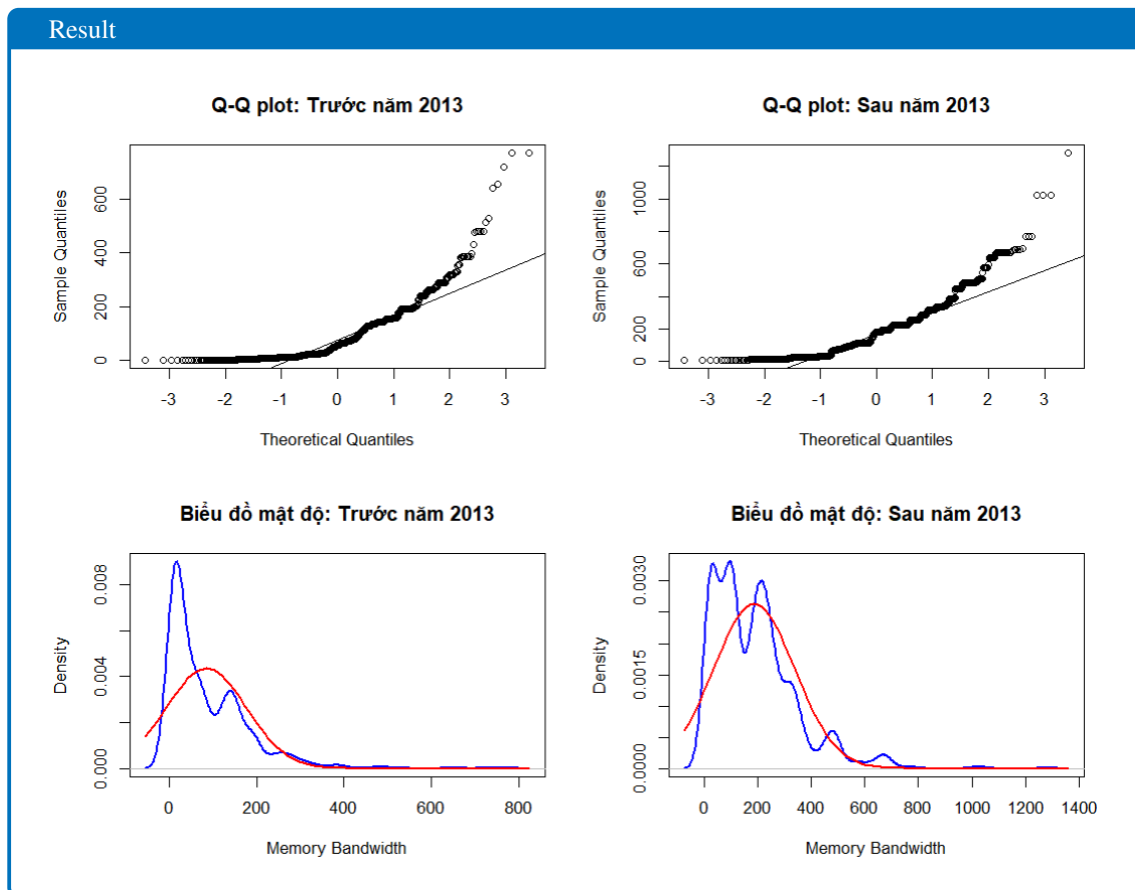 Result
Q-Q plot: Trước năm 2013
Q-Q plot: Sau năm 2013
Sample Quantiles
0 200 400 600
-3 -2 -1 0 1 2 3
Theoretical Quantiles
Sample Quantiles
0 200 600 1000
-3 -2 -1 0 1 2 3
Theoretical Quantiles
Biểu đồ mật độ: Trước năm 2013
Biểu đồ mật độ: Sau năm 2013
Density
0.000 0.004 0.008
0 200 400 600 800
Memory Bandwidth
Density
0.0000 0.0015 0.0030
0 200 400 600 800 1000 1200 1400
Memory Bandwidth